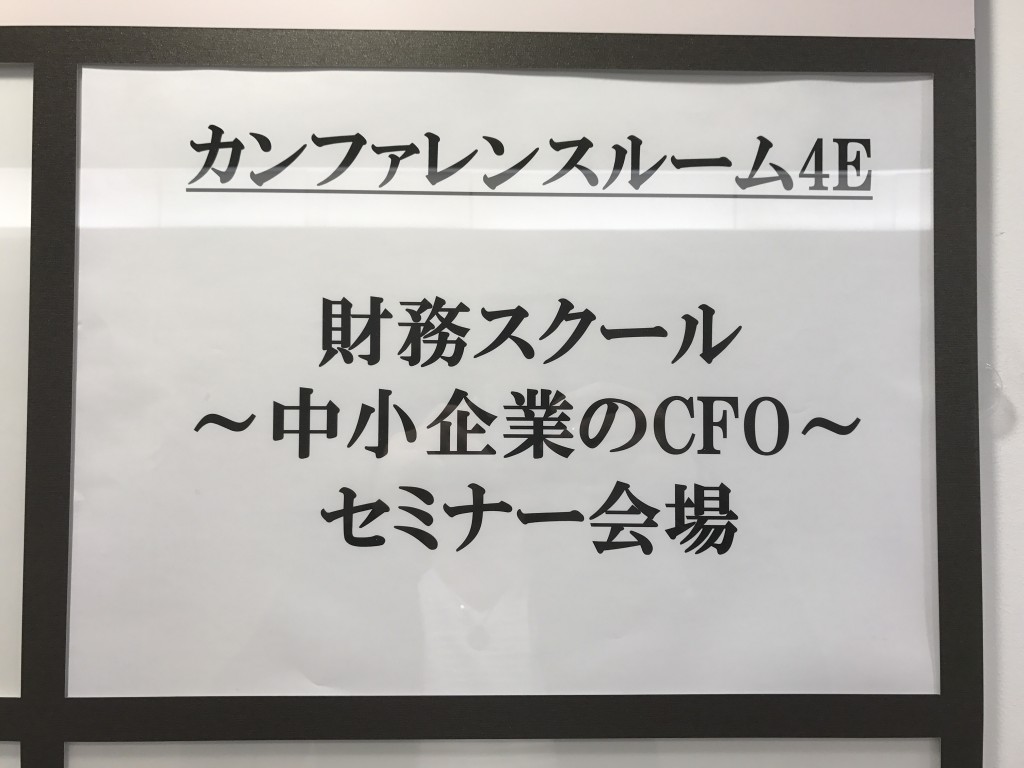 カンファレンスルーム4E
財務スクール
～中小企業のCFO～
セミナー会場